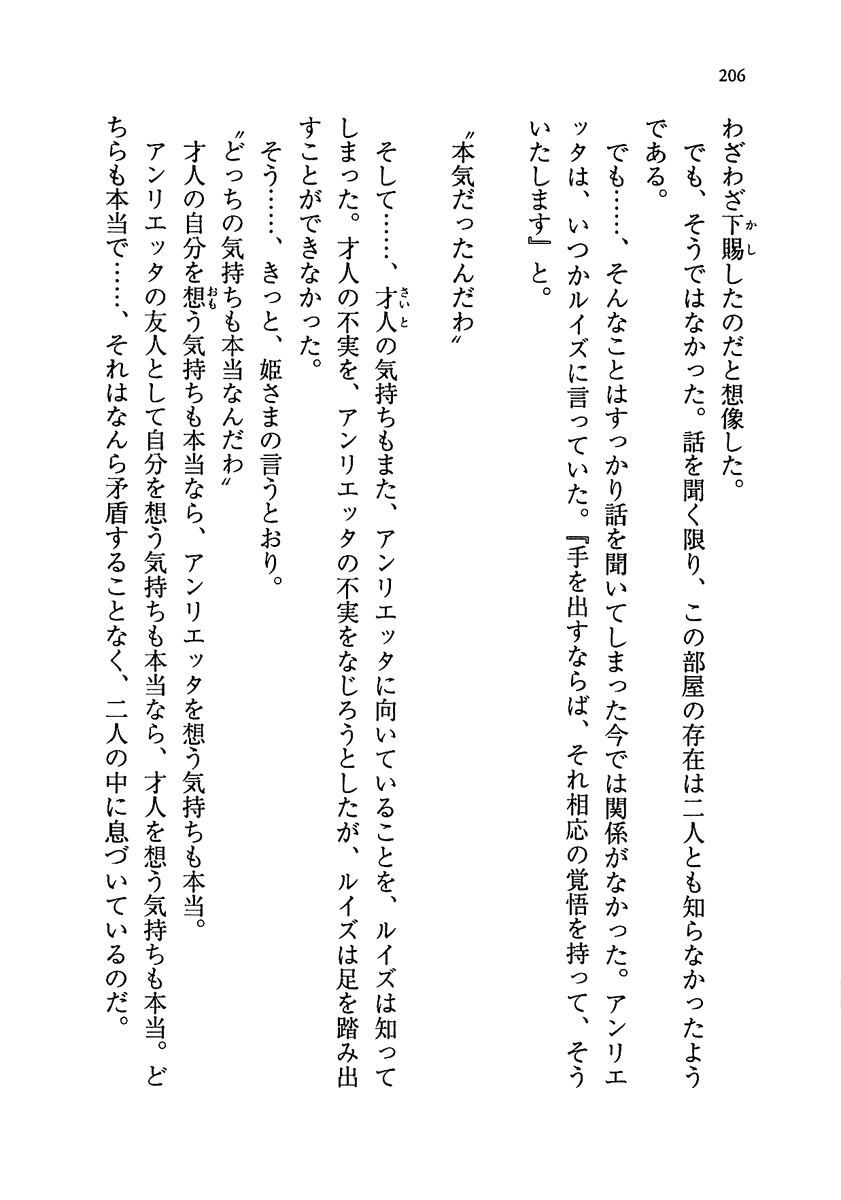 206
わざわざ下賜したのだと想像した。
でも、そうではなかった。話を聞く限り、この部屋の存在は二人とも知らなかったよう
である。
でも……、そんなことはすっかり話を聞いてしまった今では関係がなかった。アンリエ
ッタは、いつかルイズに言っていた。『手を出すならば、それ相応の覚悟を持って、そう
いたします』と。
〝本気だったんだわ〟
そして……、才人の気持ちもまた、アンリエッタに向いていることを、ルイズは知って
しまった。才人の不実を、アンリエッタの不実をなじろうとしたが、ルイズは足を踏み出
すことができなかった。
そう……、きっと、姫さまの言うとおり。
〝どっちの気持ちも本当なんだわ〟
才人の自分を想う気持ちも本当なら、アンリエッタを想う気持ちも本当。
アンリエッタの友人として自分を想う気持ちも本当なら、才人を想う気持ちも本当。ど
ちらも本当で……、それはなんら矛盾することなく、二人の中に息づいているのだ。